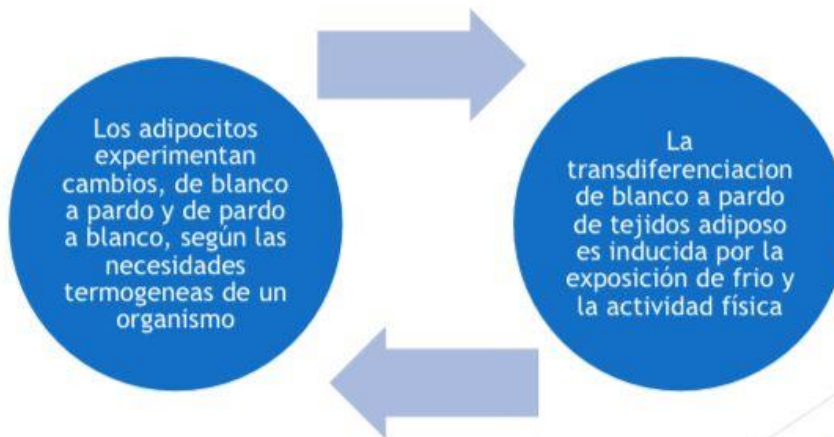 Los adipocitos
experimentan
cambios, de blanco
a pardo y de pardo
a blanco, según las
necesidades
termogeneas de un
organismo
La
transdiferenciacion
de blanco a pardo
de tejidos adiposo
es inducida por la
exposición de frio y
la actividad física